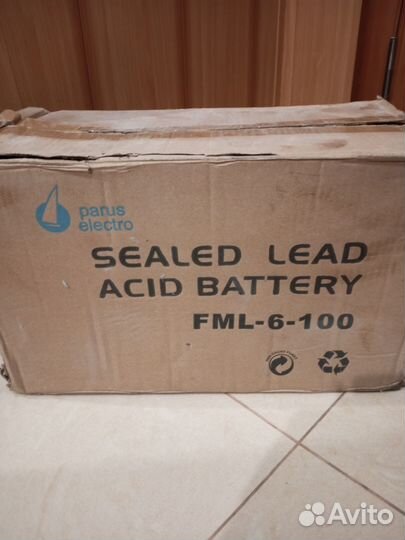 parus
electro
SEALED LEAD
ACID BATTERY
FML-6-100
Avito